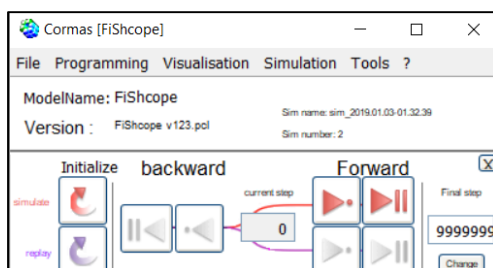 Cormas [FiShcope]
File Programming Visualisation Simulation Tools ?
ModelName: FiShcope
Sim name: sim_2019.01.03-01.32.39
Version : FiShcope v123.pcl
Sim number: 2
Initialize backward Forward X
simulate current step Final step
0 9999999
replay
Change